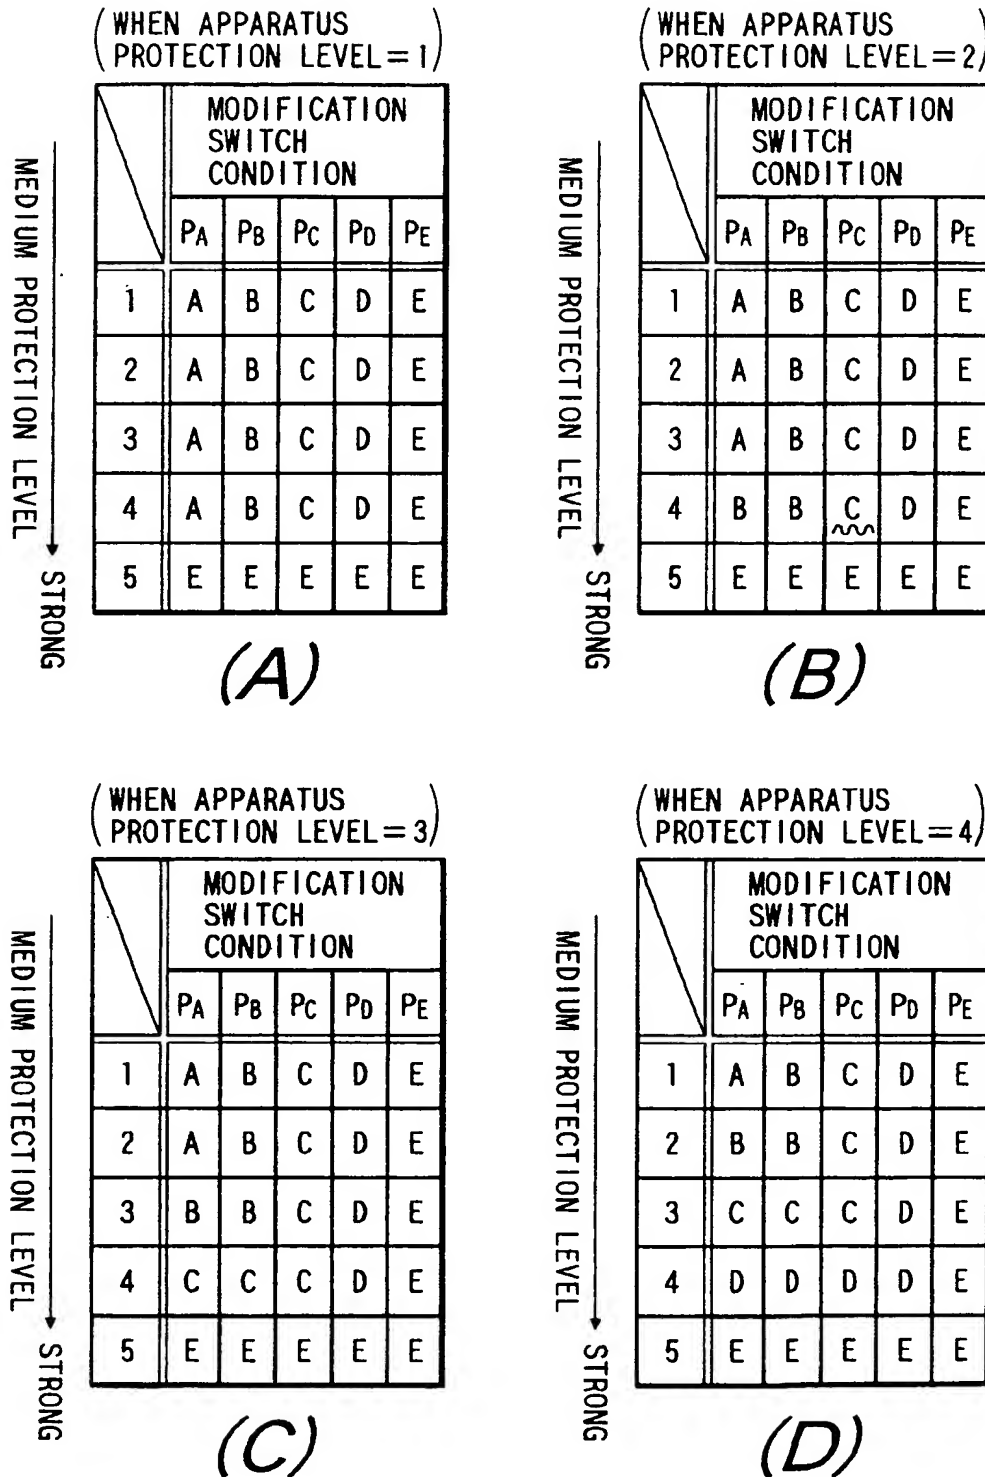 (WHEN APPARATUS
PROTECTION LEVEL=1)
MODIFICATION
SWITCH
CONDITION
PA PB PC PD PE
1 A B C D E
2 A B C D E
3 A B C D E
4 A B C D E
5 E E E E E
MEDIUM PROTECTION LEVEL
STRONG
(A)
(WHEN APPARATUS
PROTECTION LEVEL=2)
MODIFICATION
SWITCH
CONDITION
PA PB PC PD PE
1 A B C D E
2 A B C D E
3 A B C D E
4 B B C D E
5 E E E E E
MEDIUM PROTECTION LEVEL
STRONG
(B)
(WHEN APPARATUS
PROTECTION LEVEL=3)
MODIFICATION
SWITCH
CONDITION
PA PB PC PD PE
1 A B C D E
2 A B C D E
3 B B C D E
4 C C C D E
5 E E E E E
MEDIUM PROTECTION LEVEL
STRONG
(C)
(WHEN APPARATUS
PROTECTION LEVEL=4)
MODIFICATION
SWITCH
CONDITION
PA PB PC PD PE
1 A B C D E
2 B B C D E
3 C C C D E
4 D D D D E
5 E E E E E
MEDIUM PROTECTION LEVEL
STRONG
(D)